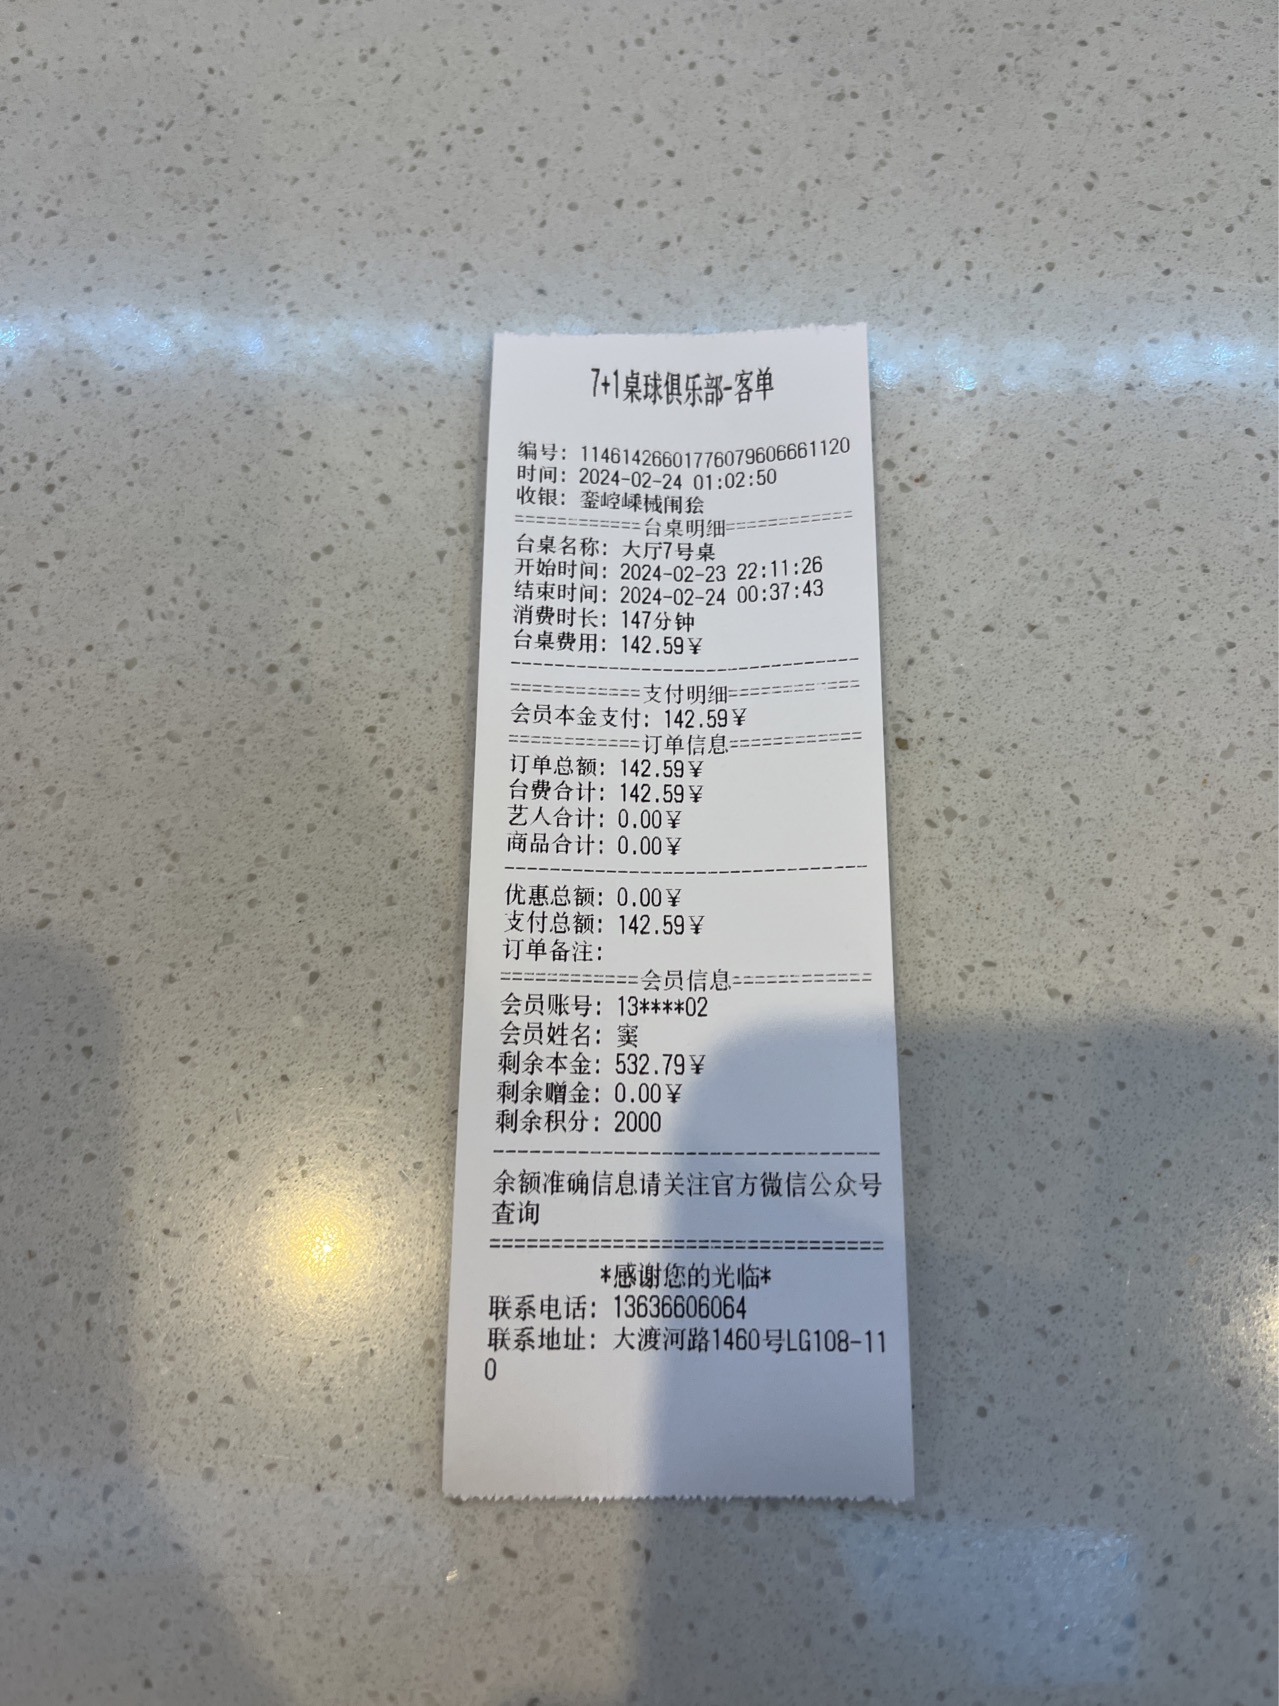 7+1桌球俱乐部-客单
编号: 1146142660177607960666​1120
时间: 2024-02-24 01:02:50
收银: 銮崆嵊械闱狯
============台桌明细============
台桌名称: 大厅7号桌
开始时间: 2024-02-23 22:11:26
结束时间: 2024-02-24 00:37:43
消费时长: 147分钟
台桌费用: 142.59¥
--------------------------------
============支付明细============
会员本金支付: 142.59¥
============订单信息============
订单总额: 142.59¥
台费合计: 142.59¥
艺人合计: 0.00¥
商品合计: 0.00¥
--------------------------------
优惠总额: 0.00¥
支付总额: 142.59¥
订单备注:
============会员信息============
会员账号: 13****02
会员姓名: 窦
剩余本金: 532.79¥
剩余赠金: 0.00¥
剩余积分: 2000
--------------------------------
余额准确信息请关注官方微信公众号
查询
================================
*感谢您的光临*
联系电话: 13636606064
联系地址: 大渡河路1460号LG108-11
0